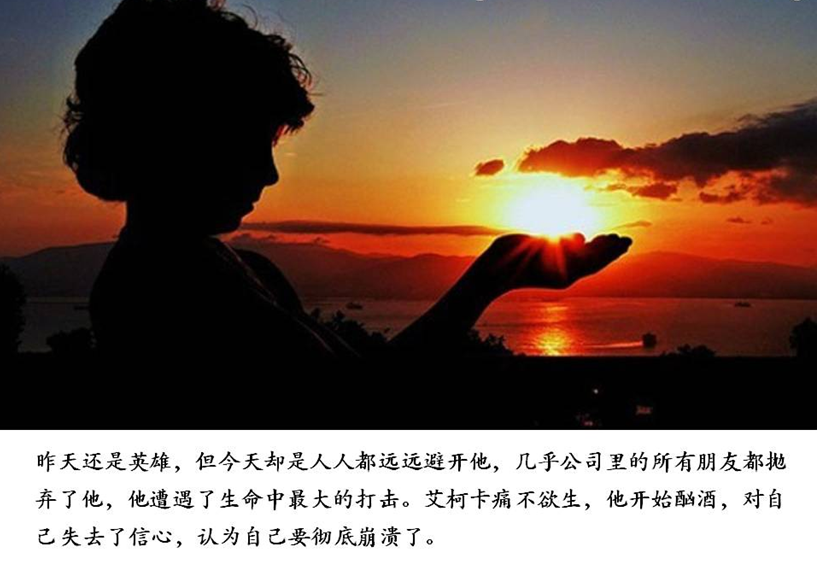 昨天还是英雄，但今天却是人人都远远避开他，几乎公司里的所有朋友都抛
弃了他，他遭遇了生命中最大的打击。艾柯卡痛不欲生，他开始酗酒，对自
己失去了信心，认为自己要彻底崩溃了。